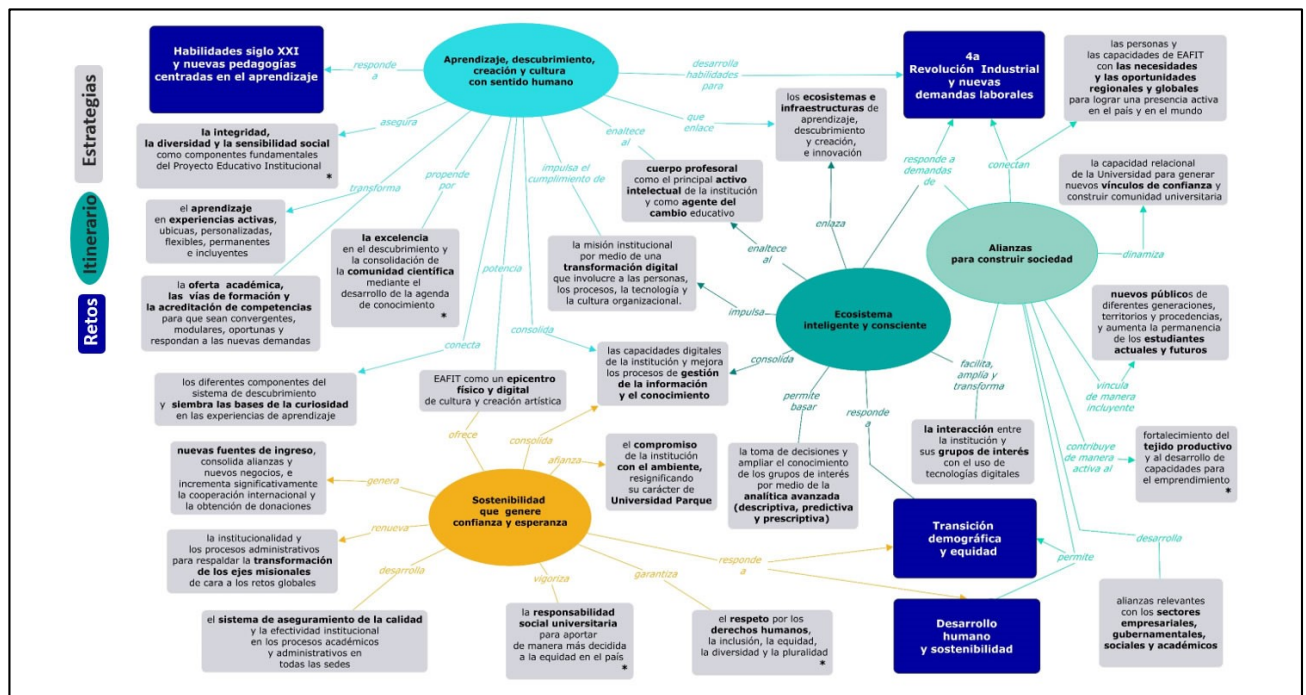 Habilidades siglo XXI
y nuevas pedagogías
centradas en el aprendizaje
responde
a
Aprendizaje, descubrimiento,
creación y cultura
con sentido humano
desarrolla
habilidades
para
4a
Revolución Industrial
y nuevas
demandas laborales
las personas y
las capacidades de EAFIT
con las necesidades
y las oportunidades
regionales y globales
para lograr una presencia activa
en el país y en el mundo
Estrategias
Itinerario
Retos
asegura
la integridad,
la diversidad y la sensibilidad social
como componentes fundamentales
del Proyecto Educativo Institucional
*
propende
por
impulsa el
cumplimiento de
enaltece
al
que
enlace
los ecosistemas e
infraestructuras de
aprendizaje,
descubrimiento
y creación,
e innovación
responde a
demandas
de
conectan
transforma
el aprendizaje
en experiencias activas,
ubicuas, personalizadas,
flexibles, permanentes
e incluyentes
la excelencia
en el descubrimiento y
la consolidación de
la comunidad científica
mediante el
desarrollo de la agenda
de conocimiento
*
potencia
cuerpo profesoral
como el principal activo
intelectual de la institución
y como agente del
cambio educativo
enlaza
la capacidad relacional
de la Universidad para generar
nuevos vínculos de confianza y
construir comunidad universitaria
la misión institucional
por medio de una
transformación digital
que involucre a las personas,
los procesos, la tecnología y
la cultura organizacional.
enaltece
al
Alianzas
para construir sociedad
dinamiza
la oferta académica,
las vías de formación y
la acreditación de competencias
para que sean convergentes,
modulares, oportunas y
respondan a las nuevas demandas
impulsa
Ecosistema
inteligente y consciente
nuevos públicos de
diferentes generaciones,
territorios y procedencias,
y aumenta la permanencia
de los estudiantes
actuales y futuros
conecta
consolida
consolida
las capacidades digitales
de la institución y mejora
los procesos de gestión
de la información
y el conocimiento
facilita,
amplía y
transforma
los diferentes componentes del
sistema de descubrimiento
y siembra las bases de la curiosidad
en las experiencias de aprendizaje
EAFIT como un epicentro
físico y digital
de cultura y creación artística
permite
basar
responde
a
vincula
de manera
incluyente
ofrece
consolida
afianza
nuevas fuentes de ingreso,
consolida alianzas y
nuevos negocios, e
incrementa significativamente
la cooperación internacional y
la obtención de donaciones
genera
el compromiso
de la institución
con el ambiente,
resignificando
su carácter de
Universidad Parque
la toma de decisiones y
ampliar el conocimiento
de los grupos de interés
por medio de la
analítica avanzada
(descriptiva, predictiva
y prescriptiva)
la interacción entre
la institución y
sus grupos de interés
con el uso de
tecnologías digitales
contribuye
de manera
activa al
fortalecimiento del
tejido productivo
y al desarrollo de
capacidades para
el emprendimiento
*
Sostenibilidad
que genere
confianza y esperanza
renueva
la institucionalidad y
los procesos administrativos
para respaldar la transformación
de los ejes misionales
de cara a los retos globales
Transición
demográfica
y equidad
responde
a
permite
desarrolla
desarrolla
vigoriza
garantiza
el sistema de aseguramiento de la calidad
y la efectividad institucional
en los procesos académicos
y administrativos en
todas las sedes
la responsabilidad
social universitaria
para aportar
de manera más decidida
a la equidad en el país
*
el respeto por los
derechos humanos,
la inclusión, la equidad,
la diversidad y la pluralidad
*
Desarrollo
humano
y sostenibilidad
alianzas relevantes
con los sectores
empresariales,
gubernamentales,
sociales y académicos